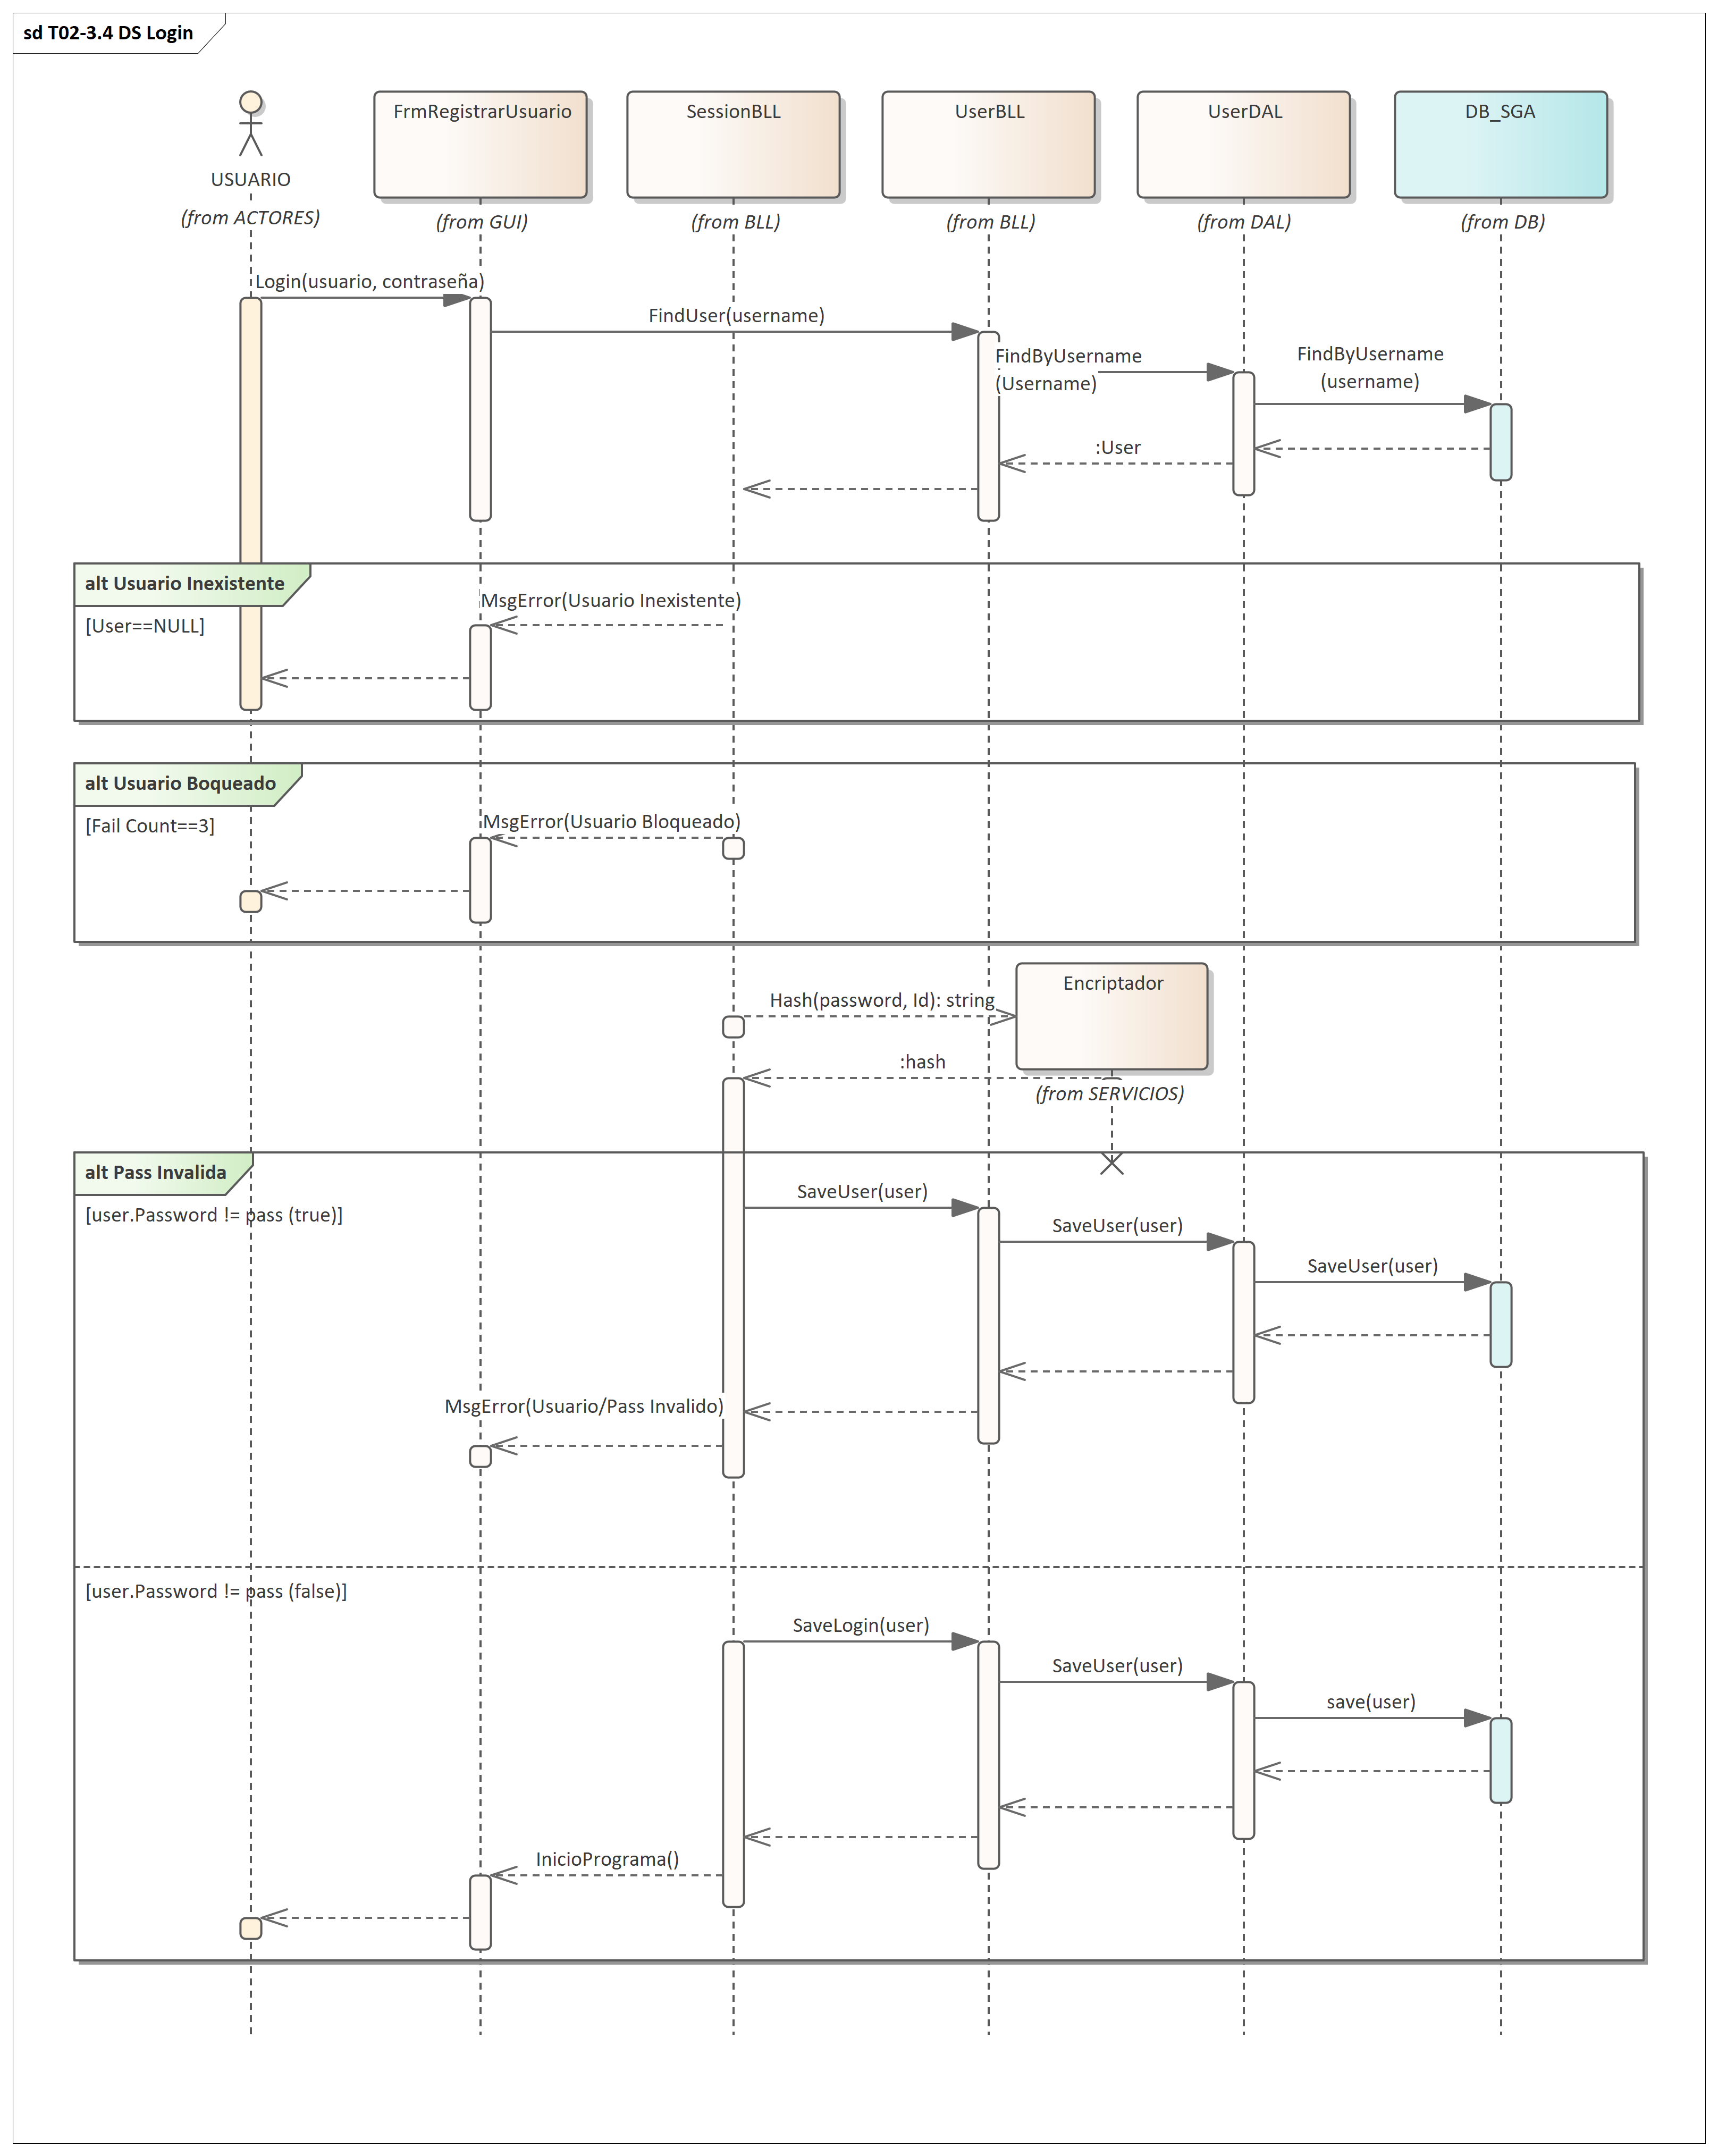 sd T02-3.4 DS Login
FrmRegistrarUsuario
SessionBLL
UserBLL
UserDAL
DB_SGA
USUARIO
(from ACTORES)
(from GUI)
(from BLL)
(from BLL)
(from DAL)
(from DB)
Login(usuario, contraseña)
FindUser(username)
FindByUsername
(Username)
FindByUsername
(username)
:User
alt Usuario Inexistente
[User==NULL]
MsgError(Usuario Inexistente)
alt Usuario Boqueado
[Fail Count==3]
MsgError(Usuario Bloqueado)
Encriptador
Hash(password, Id): string
:hash
(from SERVICIOS)
alt Pass Invalida
[user.Password != pass (true)]
SaveUser(user)
SaveUser(user)
SaveUser(user)
MsgError(Usuario/Pass Invalido)
[user.Password != pass (false)]
SaveLogin(user)
SaveUser(user)
save(user)
InicioPrograma()